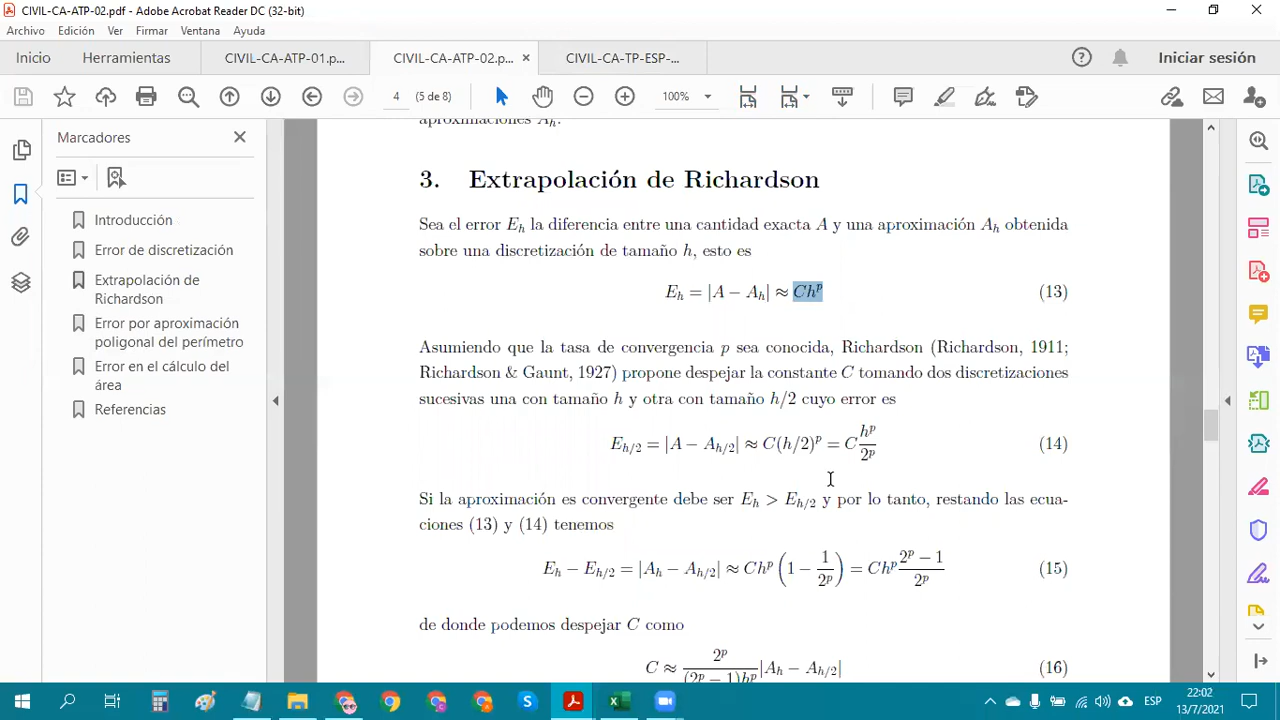 CIVIL-CA-ATP-02.pdf - Adobe Acrobat Reader DC (32-bit)
Archivo Edición Ver Firmar Ventana Ayuda
Inicio Herramientas CIVIL-CA-ATP-01.p... CIVIL-CA-ATP-02.p... × CIVIL-CA-TP-ESP-... Iniciar sesión
4 (5 de 8) 100%
Marcadores
Introducción
Error de discretización
Extrapolación de
Richardson
Error por aproximación
poligonal del perímetro
Error en el cálculo del
área
Referencias
aproximaciones A_h.
3. Extrapolación de Richardson
Sea el error E_h la diferencia entre una cantidad exacta A y una aproximación A_h obtenida
sobre una discretización de tamaño h, esto es
E_h = |A − A_h| ≈ Ch^p (13)
Asumiendo que la tasa de convergencia p sea conocida, Richardson (Richardson, 1911;
Richardson & Gaunt, 1927) propone despejar la constante C tomando dos discretizaciones
sucesivas una con tamaño h y otra con tamaño h/2 cuyo error es
E_{h/2} = |A − A_{h/2}| ≈ C(h/2)^p = C h^p/2^p (14)
Si la aproximación es convergente debe ser E_h > E_{h/2} y por lo tanto, restando las ecua-
ciones (13) y (14) tenemos
E_h − E_{h/2} = |A_h − A_{h/2}| ≈ Ch^p (1 − 1/2^p) = Ch^p (2^p − 1)/2^p (15)
de donde podemos despejar C como
C ≈ 2^p/((2^p − 1)h^p) |A_h − A_{h/2}| (16)
ESP
22:02
13/7/2021